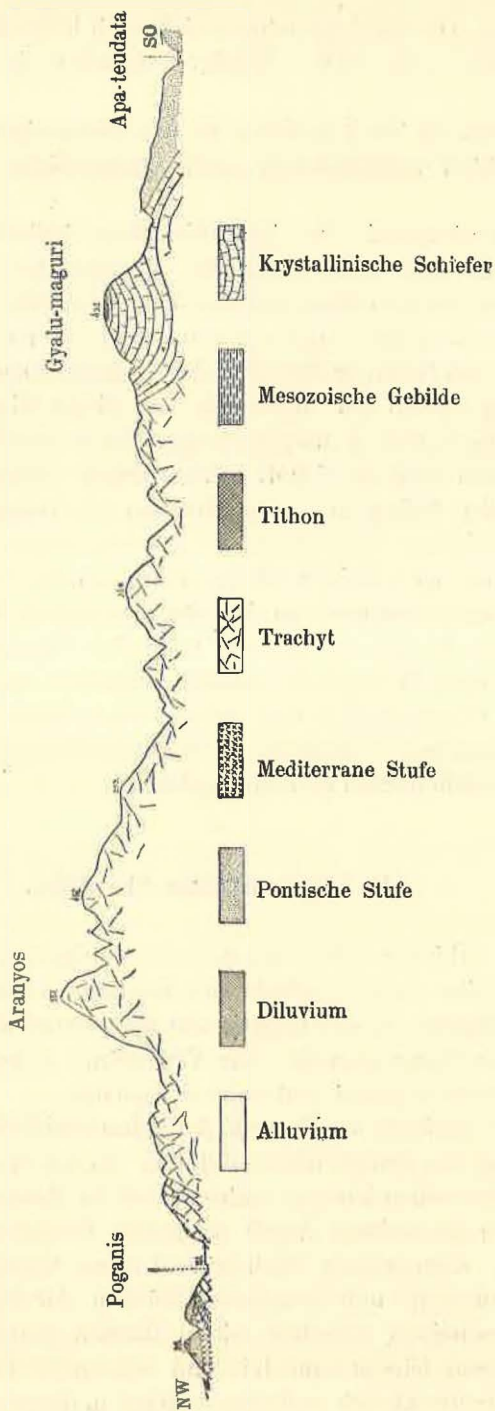 NW
Poganis
Aranyos
Gyalu-maguri
Apa-teudata
SO
Alluvium
Diluvium
Pontische Stufe
Mediterrane Stufe
Trachyt
Tithon
Mesozoische Gebilde
Krystallinische Schiefer